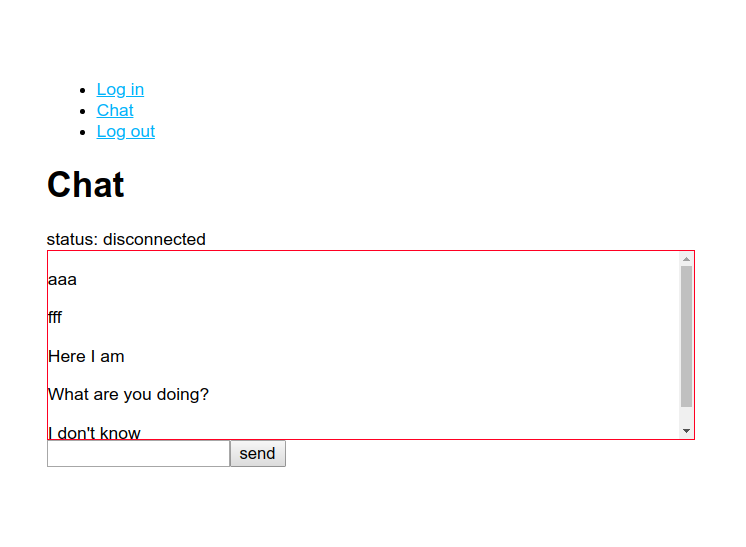 Log in
Chat
Log out
Chat
status: disconnected
aaa
fff
Here I am
What are you doing?
I don't know
send